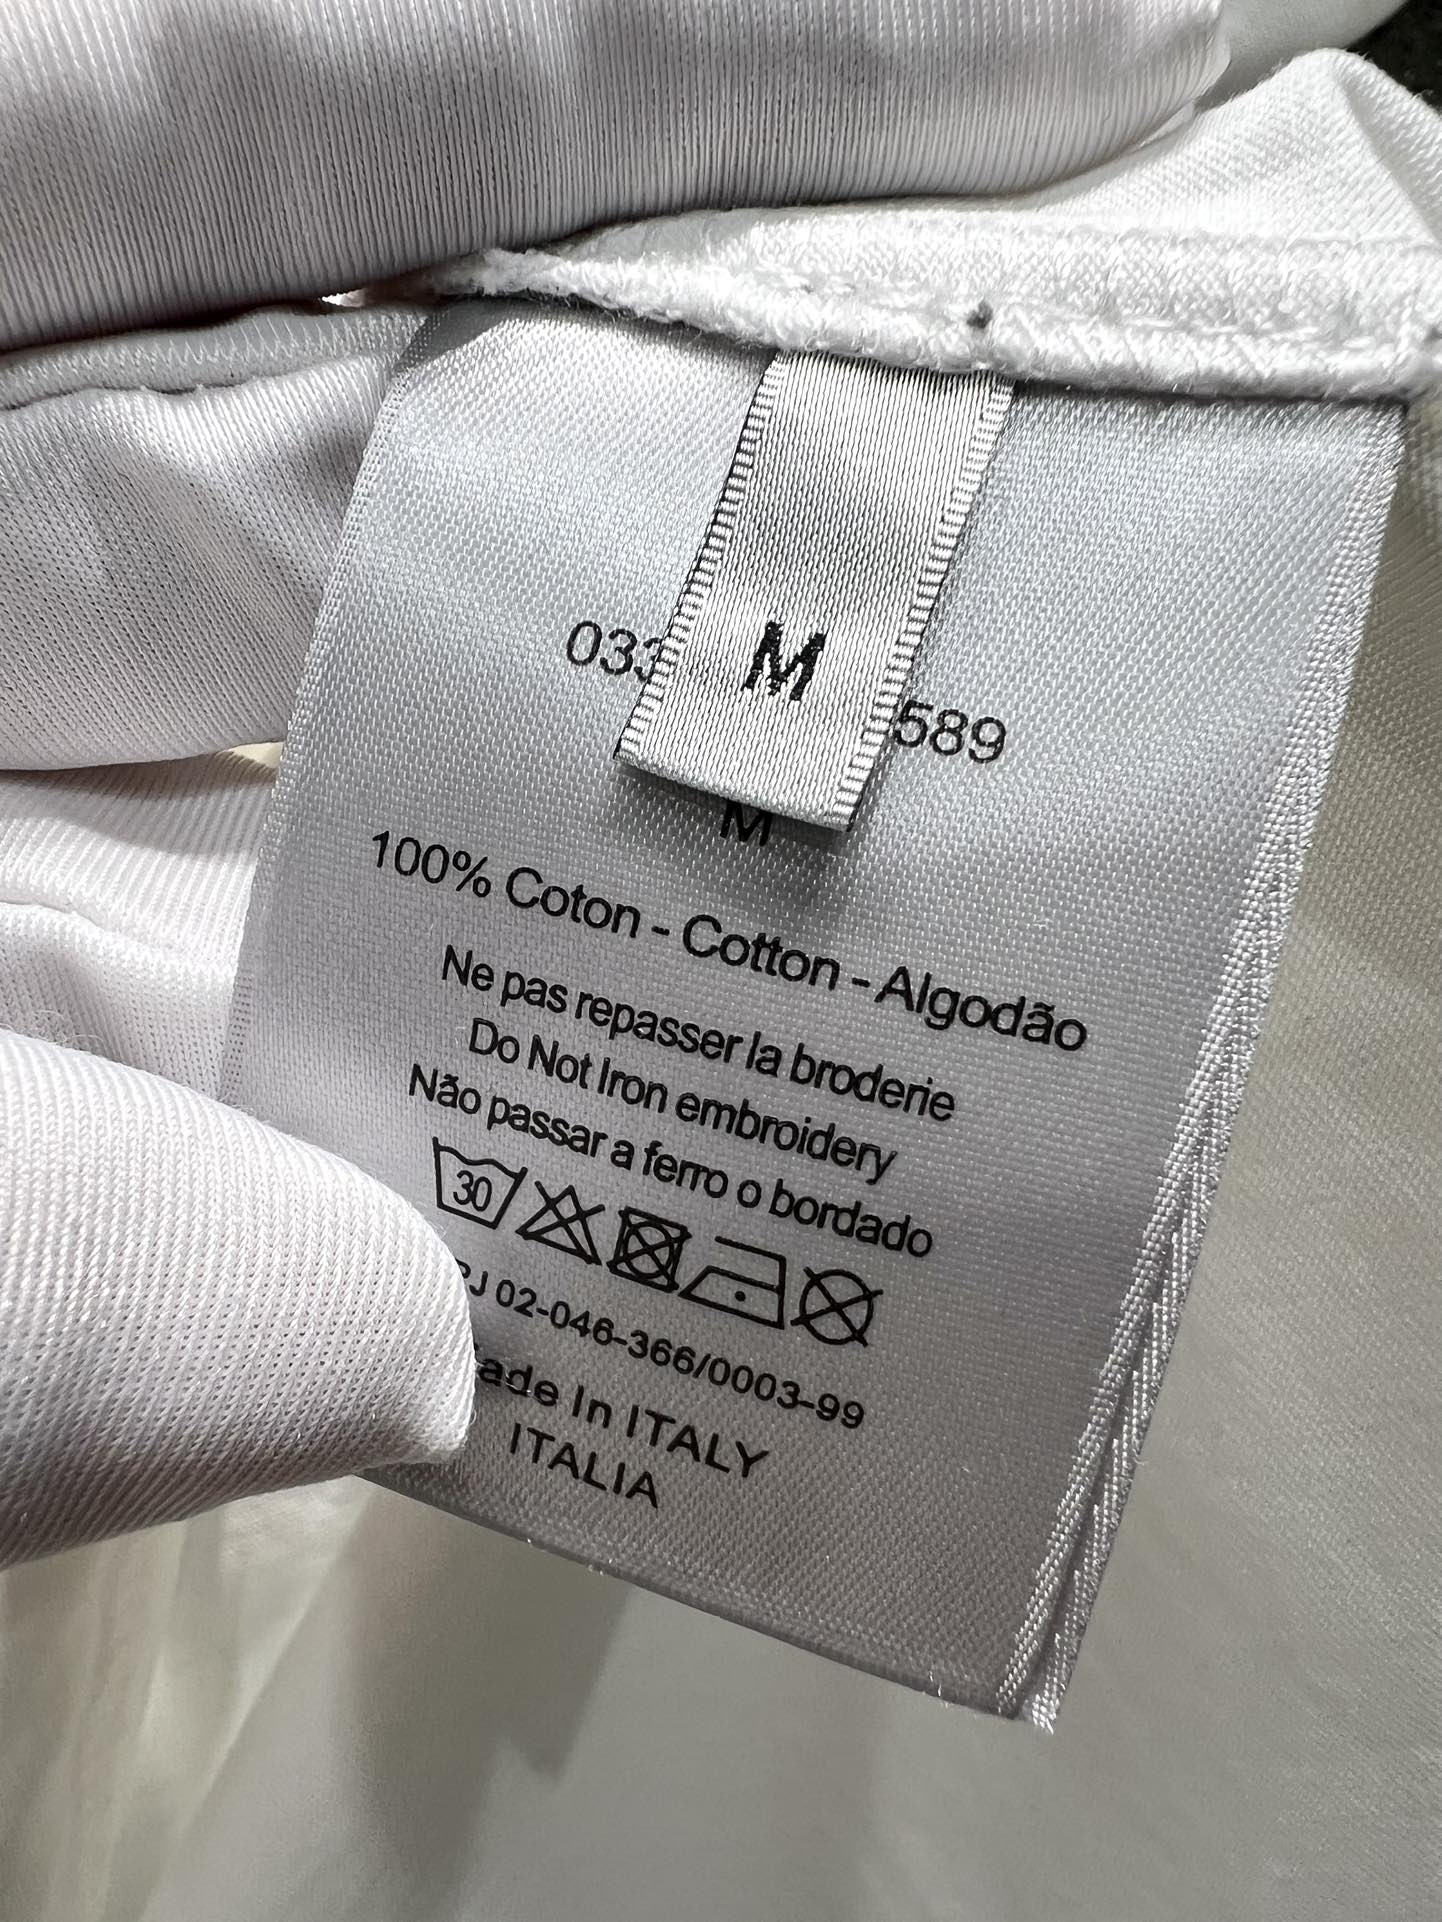 M
589
M
100% Coton - Cotton - Algodão
Ne pas repasser la broderie
Do Not Iron embroidery
Não passar a ferro o bordado
30
02-046-366/0003-99
In ITALY
ITALIA